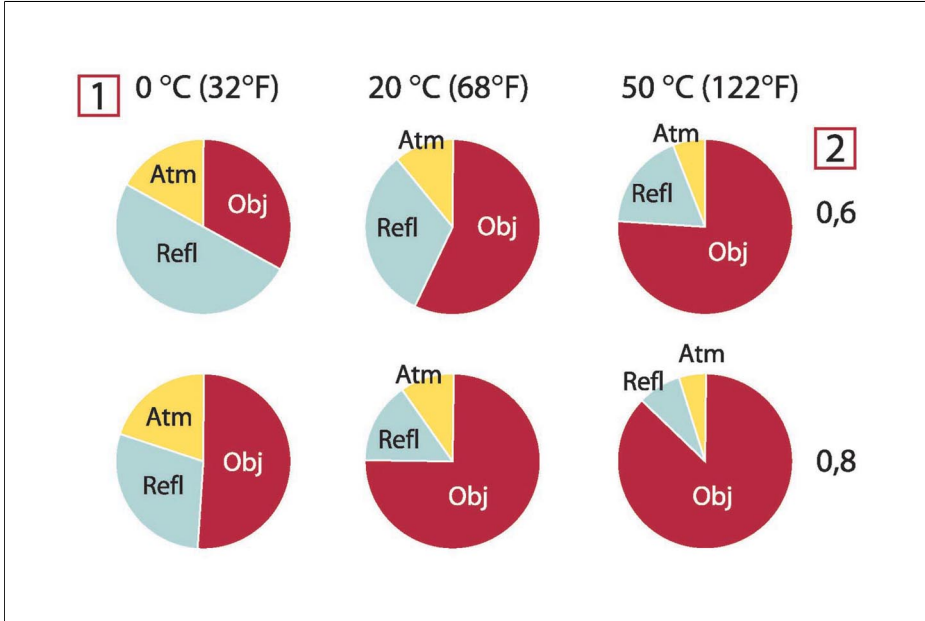 1 0 °C (32°F) 20 °C (68°F) 50 °C (122°F)
2
0,6
Atm
Obj
Refl
Atm
Refl
Obj
Atm
Refl
Obj
0,8
Atm
Obj
Refl
Atm
Refl
Obj
Atm
Refl
Obj